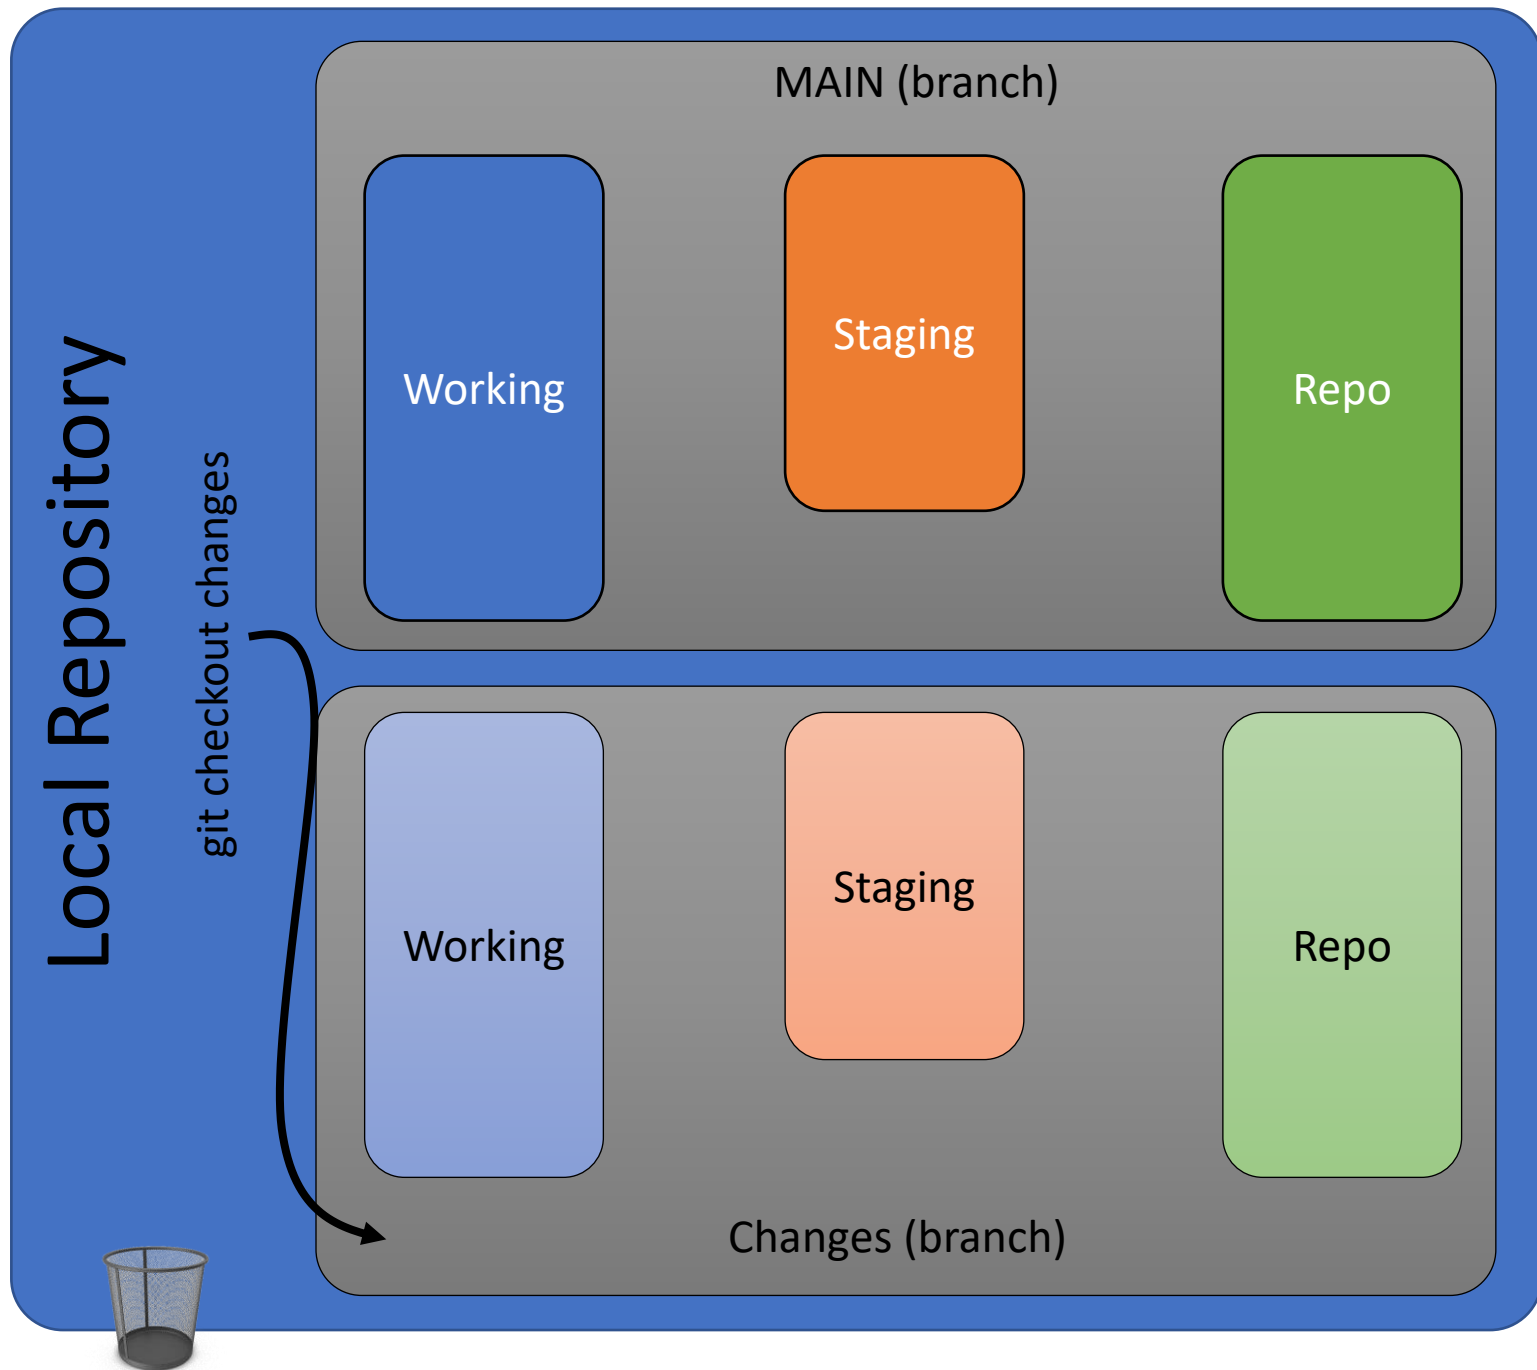 Local Repository
git checkout changes
MAIN (branch)
Working
Staging
Repo
Working
Staging
Repo
Changes (branch)